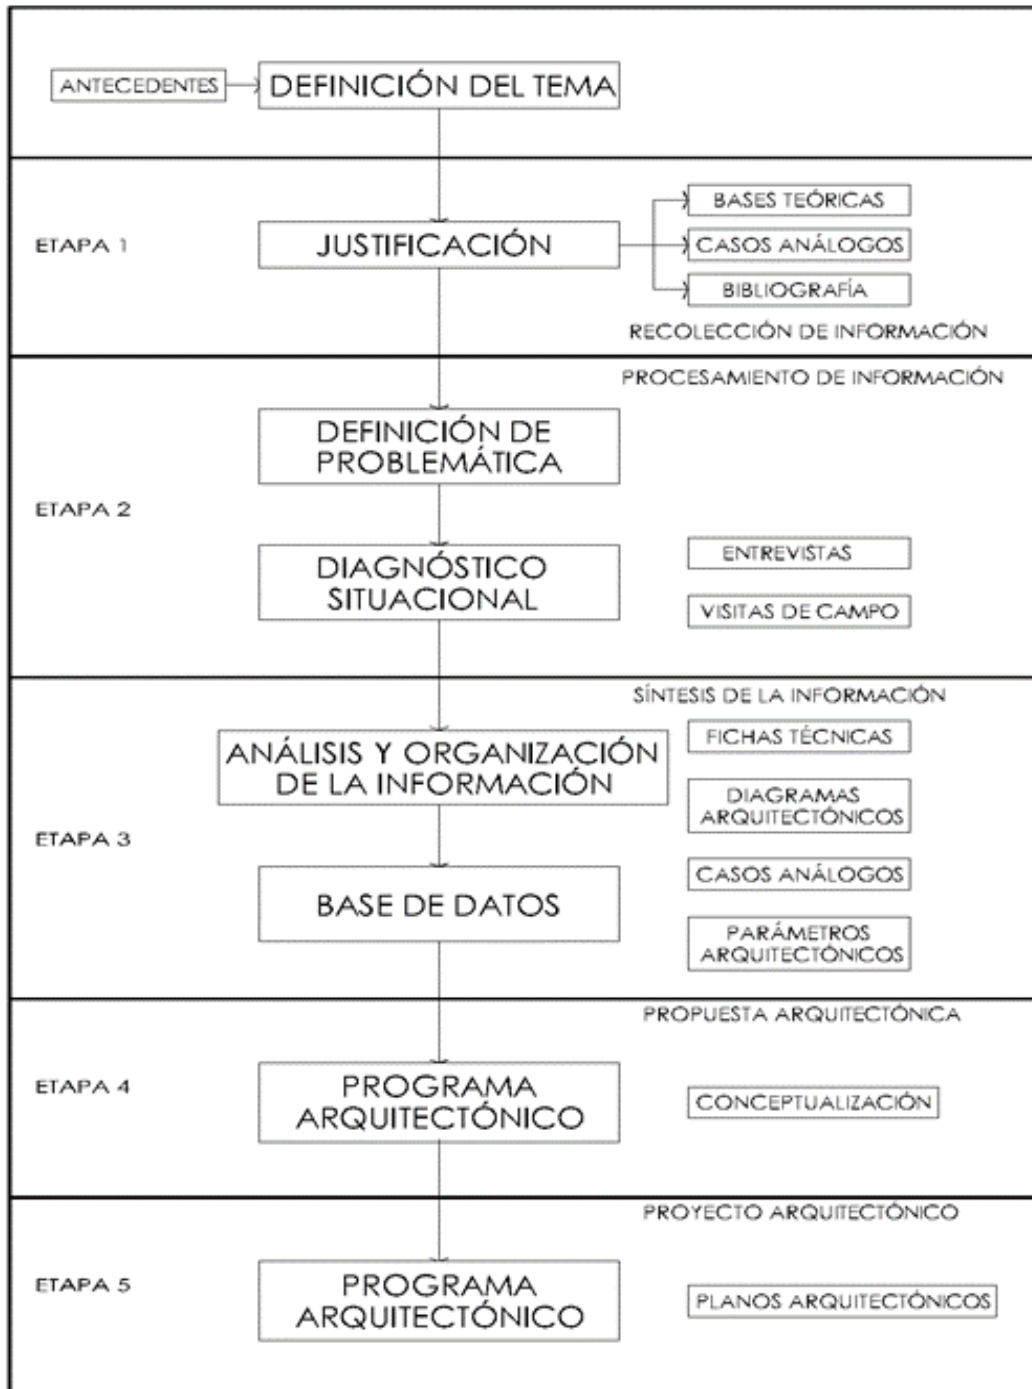 ANTECEDENTES
DEFINICIÓN DEL TEMA
ETAPA 1
JUSTIFICACIÓN
BASES TEÓRICAS
CASOS ANÁLOGOS
BIBLIOGRAFÍA
RECOLECCIÓN DE INFORMACIÓN
PROCESAMIENTO DE INFORMACIÓN
DEFINICIÓN DE
PROBLEMÁTICA
ETAPA 2
DIAGNÓSTICO
SITUACIONAL
ENTREVISTAS
VISITAS DE CAMPO
SÍNTESIS DE LA INFORMACIÓN
ANÁLISIS Y ORGANIZACIÓN
DE LA INFORMACIÓN
FICHAS TÉCNICAS
DIAGRAMAS
ARQUITECTÓNICOS
ETAPA 3
BASE DE DATOS
CASOS ANÁLOGOS
PARÁMETROS
ARQUITECTÓNICOS
PROPUESTA ARQUITECTÓNICA
ETAPA 4
PROGRAMA
ARQUITECTÓNICO
CONCEPTUALIZACIÓN
PROYECTO ARQUITECTÓNICO
ETAPA 5
PROGRAMA
ARQUITECTÓNICO
PLANOS ARQUITECTÓNICOS